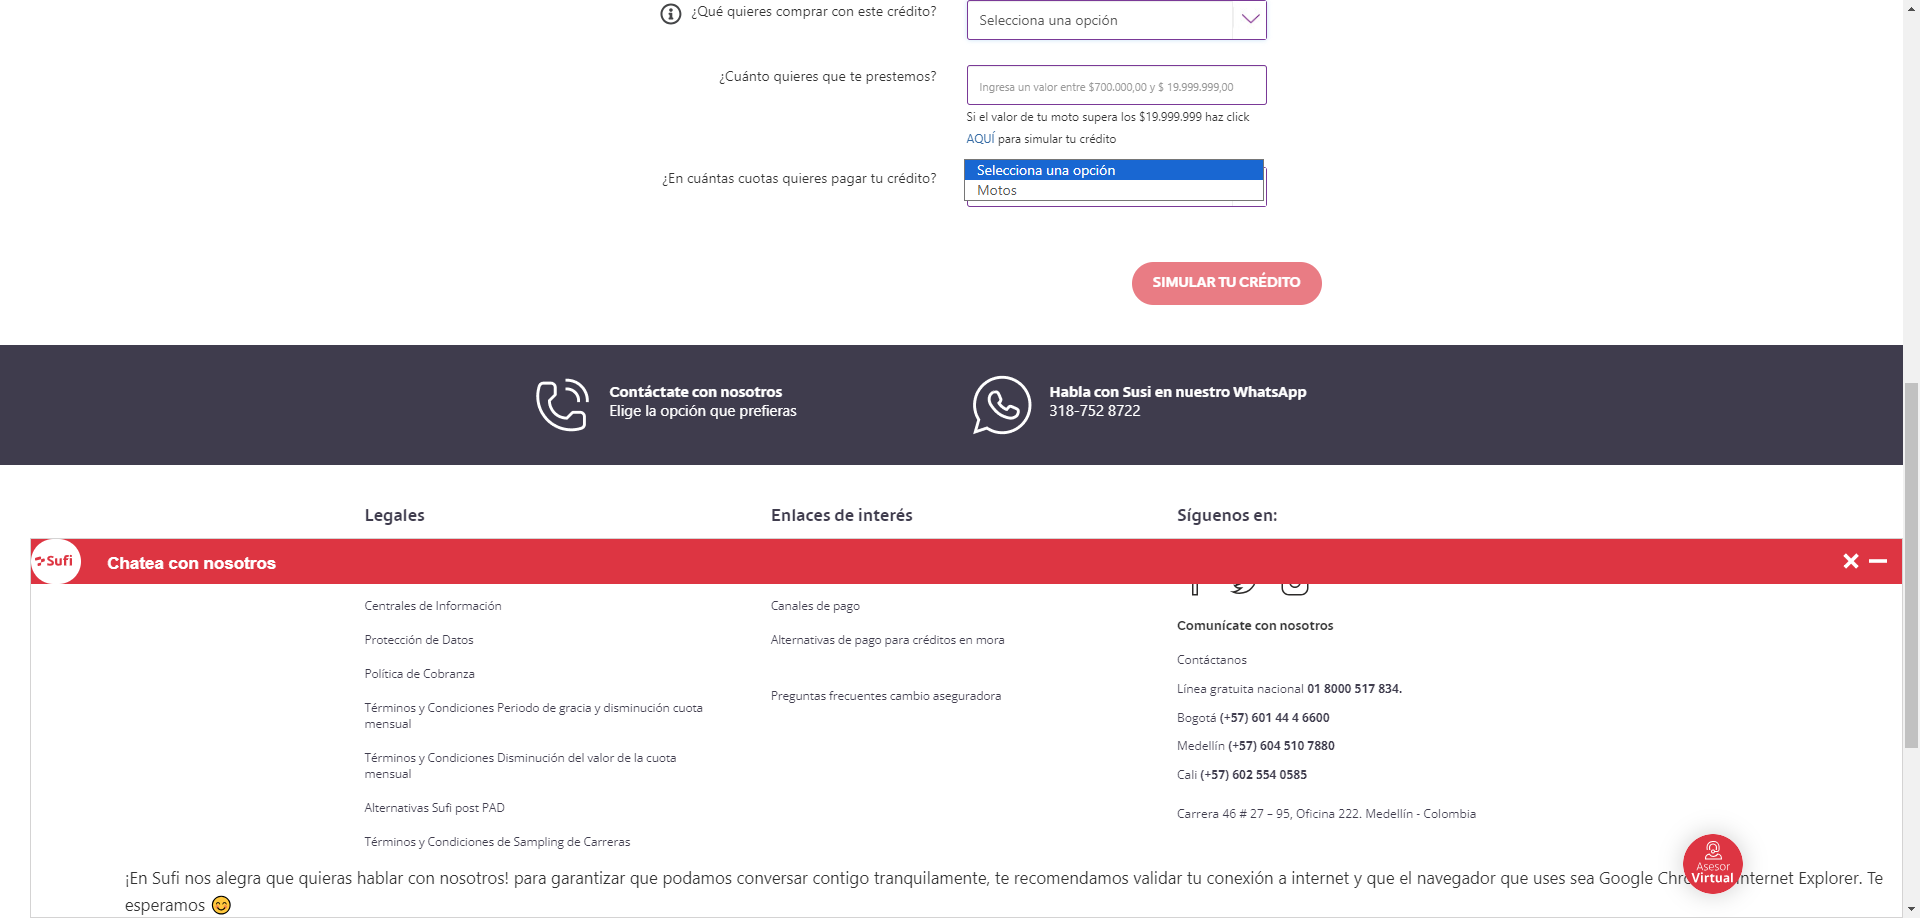 ¿Qué quieres comprar con este crédito?
Selecciona una opción
¿Cuánto quieres que te prestemos?
Ingresa un valor entre $700.000,00 y $ 19.999.999,00
Si el valor de tu moto supera los $19.999.999 haz click
AQUÍ para simular tu crédito
¿En cuántas cuotas quieres pagar tu crédito?
Selecciona una opción
Motos
SIMULAR TU CRÉDITO
Contáctate con nosotros
Elige la opción que prefieras
Habla con Susi en nuestro WhatsApp
318-752 8722
Legales
Enlaces de interés
Síguenos en:
Sufi
Chatea con nosotros
Centrales de Información
Protección de Datos
Política de Cobranza
Términos y Condiciones Periodo de gracia y disminución cuota
mensual
Términos y Condiciones Disminución del valor de la cuota
mensual
Alternativas Sufi post PAD
Términos y Condiciones de Sampling de Carreras
Canales de pago
Alternativas de pago para créditos en mora
Preguntas frecuentes cambio aseguradora
Comunícate con nosotros
Contáctanos
Línea gratuita nacional 01 8000 517 834.
Bogotá (+57) 601 44 4 6600
Medellín (+57) 604 510 7880
Cali (+57) 602 554 0585
Carrera 46 # 27 – 95, Oficina 222. Medellín - Colombia
Asesor
Virtual
¡En Sufi nos alegra que quieras hablar con nosotros! para garantizar que podamos conversar contigo tranquilamente, te recomendamos validar tu conexión a internet y que el navegador que uses sea Google Internet Explorer. Te
esperamos 😊